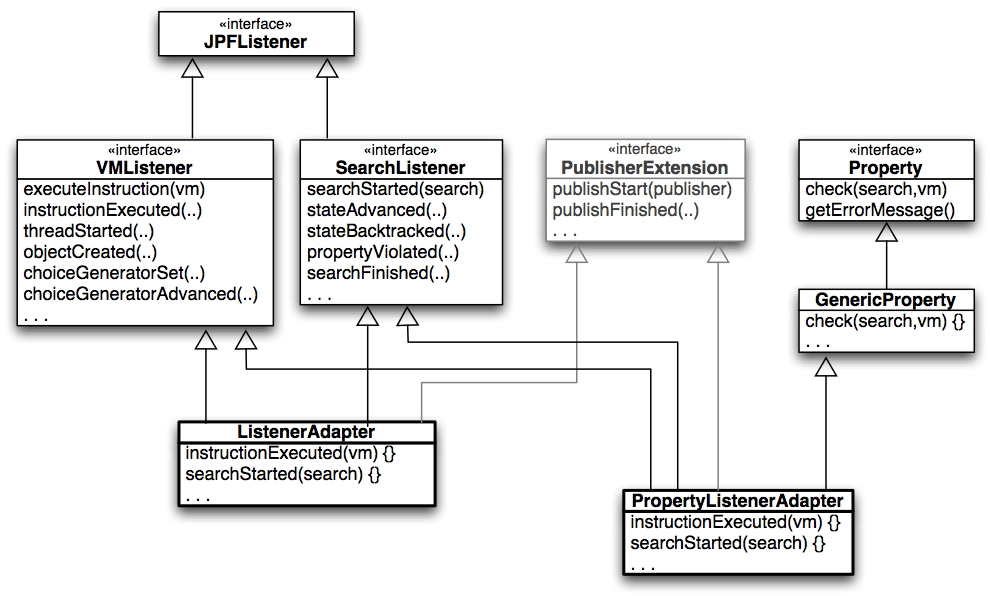 «interface»
JPFListener
«interface»
VMListener
executeInstruction(vm)
instructionExecuted(..)
threadStarted(..)
objectCreated(..)
choiceGeneratorSet(..)
choiceGeneratorAdvanced(..)
. . .
«interface»
SearchListener
searchStarted(search)
stateAdvanced(..)
stateBacktracked(..)
propertyViolated(..)
searchFinished(..)
. . .
«interface»
PublisherExtension
publishStart(publisher)
publishFinished(..)
. . .
«interface»
Property
check(search,vm)
getErrorMessage()
GenericProperty
check(search,vm) {}
. . .
ListenerAdapter
instructionExecuted(vm) {}
searchStarted(search) {}
. . .
PropertyListenerAdapter
instructionExecuted(vm) {}
searchStarted(search) {}
. . .